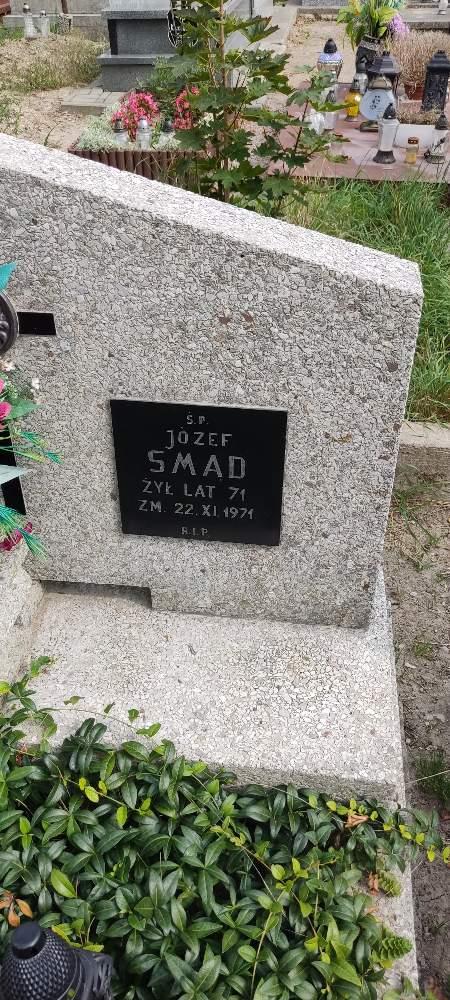 Ś.P.
JÓZEF
SMAD
ŻYŁ LAT 71
ZM. 22.XI.1971
R.I.P.